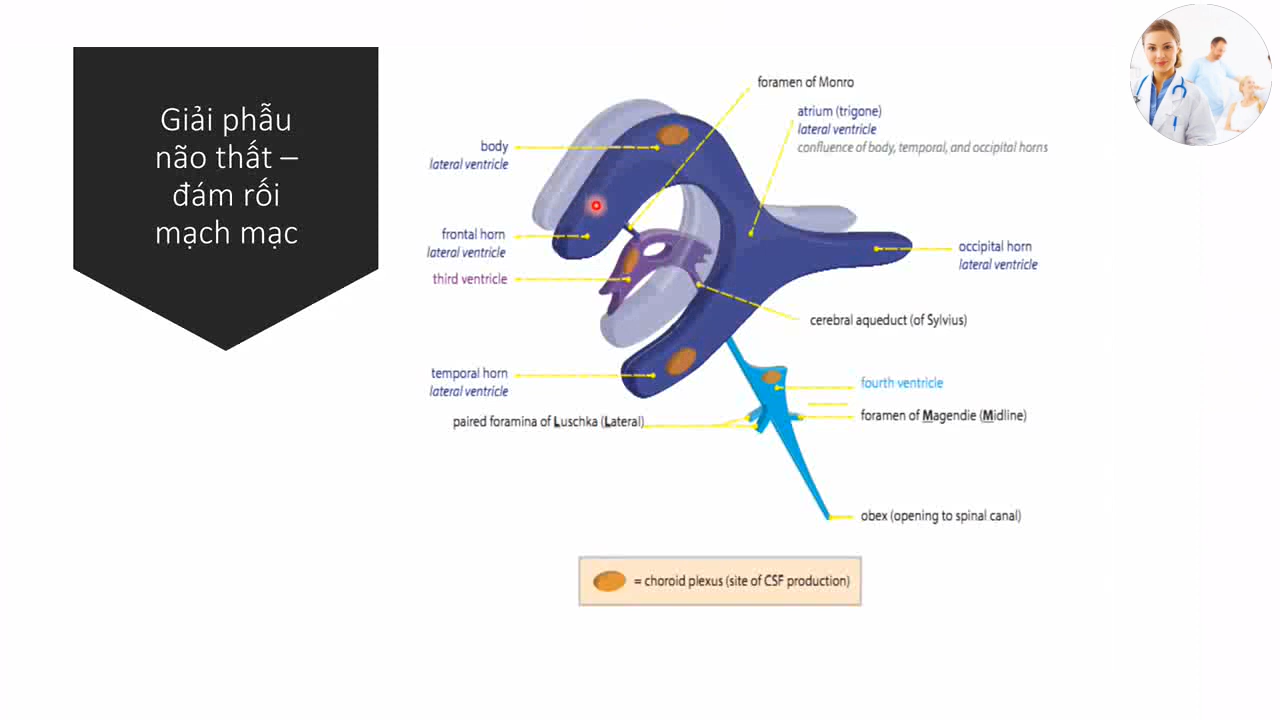 Giải phẫu
não thất –
đám rối
mạch mạc
foramen of Monro
atrium (trigone)
lateral ventricle
confluence of body, temporal, and occipital horns
body
lateral ventricle
frontal horn
lateral ventricle
third ventricle
occipital horn
lateral ventricle
cerebral aqueduct (of Sylvius)
temporal horn
lateral ventricle
fourth ventricle
paired foramina of Luschka (Lateral)
foramen of Magendie (Midline)
obex (opening to spinal canal)
= choroid plexus (site of CSF production)